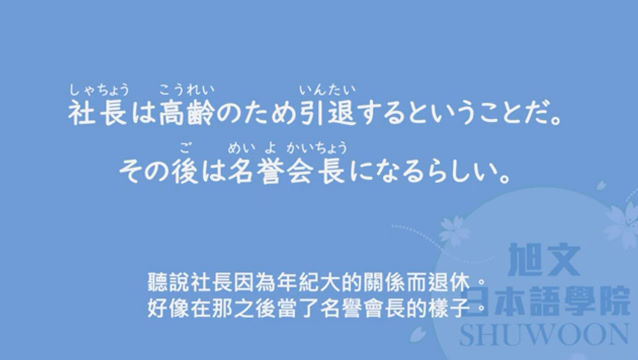 しゃちょう こうれい いんたい
社長は高齢のため引退するということだ。
ご めい よ かいちょう
その後は名誉会長になるらしい。
聽說社長因為年紀大的關係而退休。
好像在那之後當了名譽會長的樣子。
旭文
日本語學院
SHUWOON